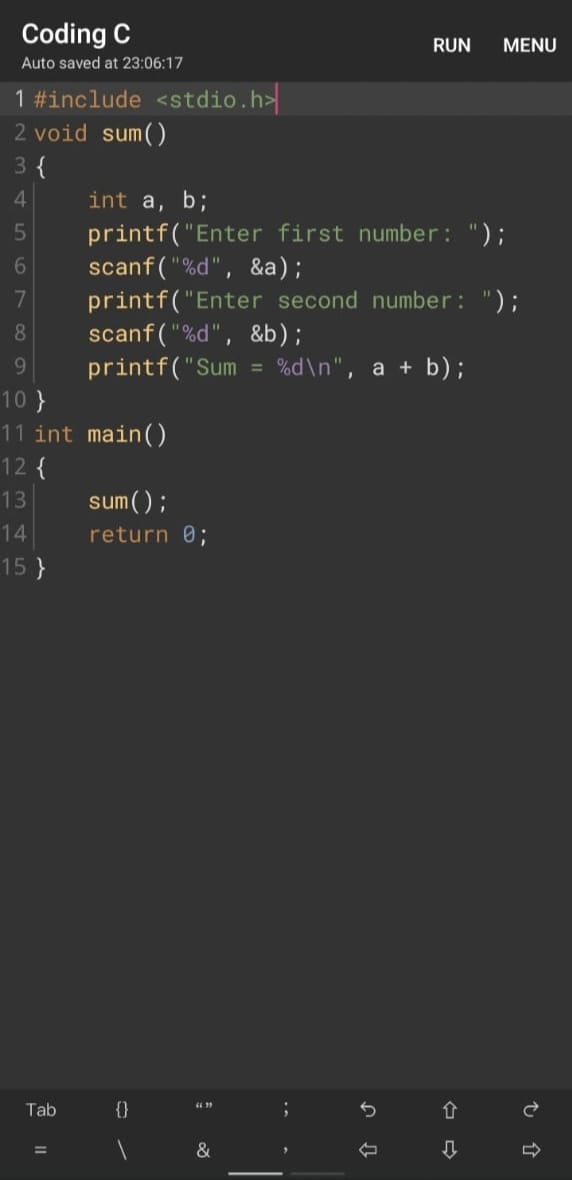 Coding C
RUN MENU
Auto saved at 23:06:17
1 #include <stdio.h>
2 void sum()
3 {
4     int a, b;
5     printf("Enter first number: ");
6     scanf("%d", &a);
7     printf("Enter second number: ");
8     scanf("%d", &b);
9     printf("Sum = %d\n", a + b);
10 }
11 int main()
12 {
13     sum();
14     return 0;
15 }
Tab {} “” ;
= \ & ,